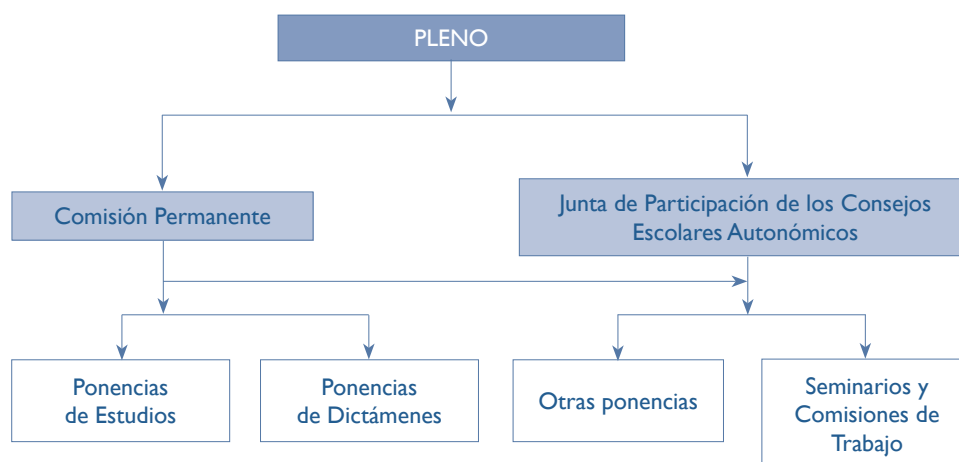 PLENO
Comisión Permanente
Junta de Participación de los Consejos
Escolares Autonómicos
Ponencias
de Estudios
Ponencias
de Dictámenes
Otras ponencias
Seminarios y
Comisiones de
Trabajo